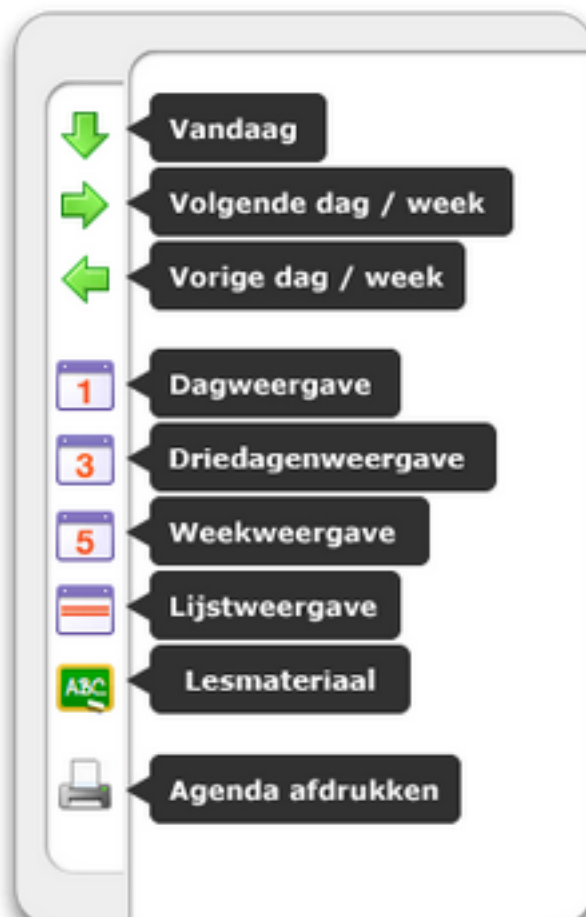 Vandaag
Volgende dag / week
Vorige dag / week
1 Dagweergave
3 Driedagenweergave
5 Weekweergave
Lijstweergave
ABC Lesmateriaal
Agenda afdrukken